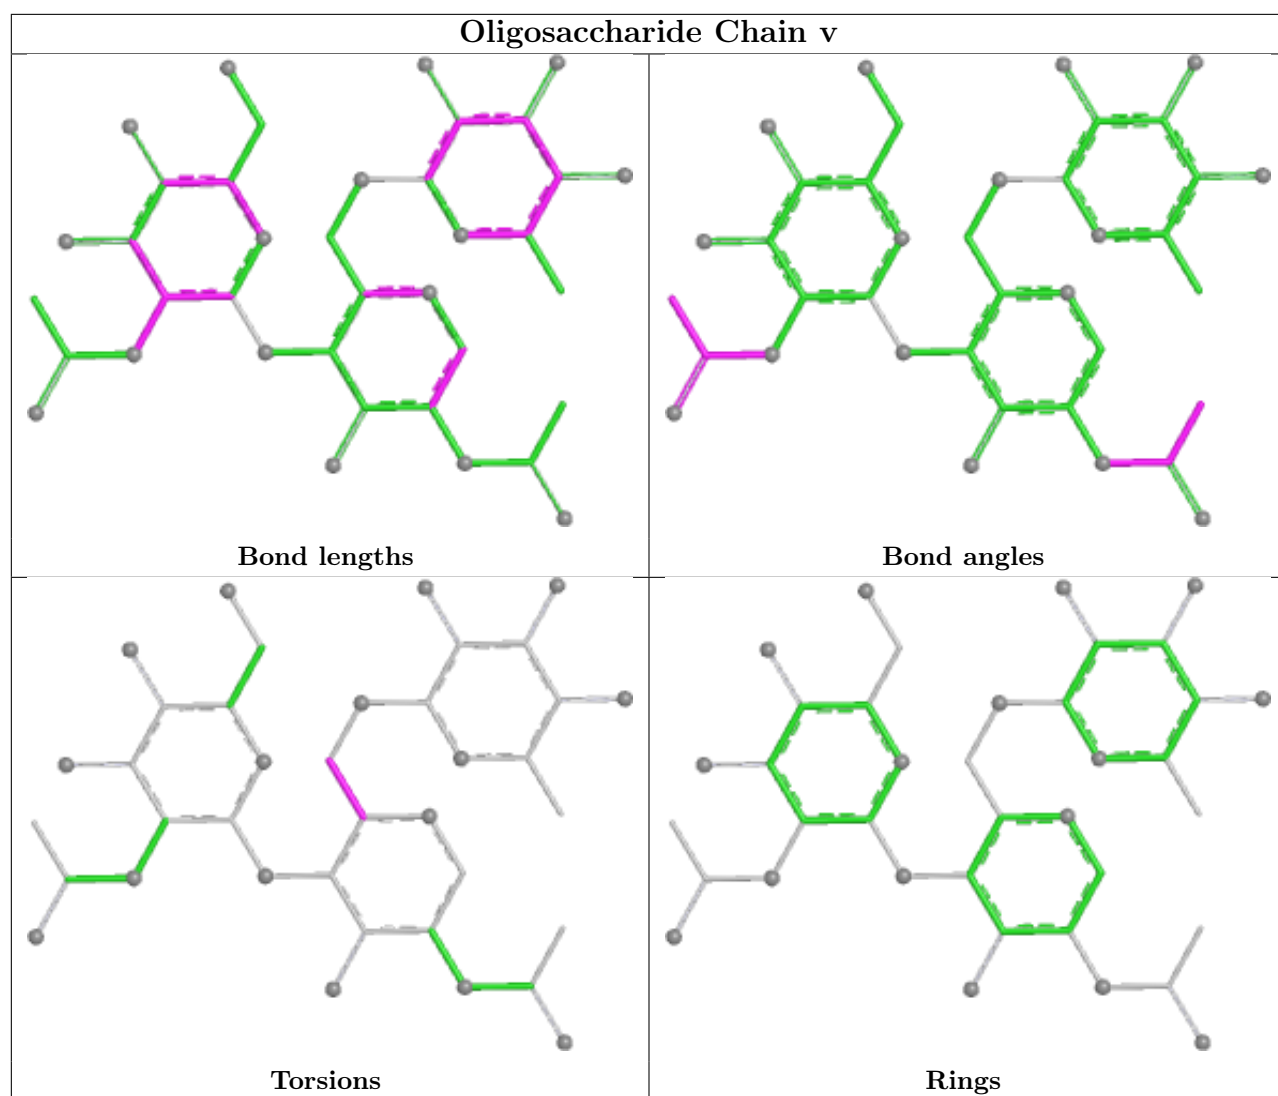 Oligosaccharide Chain v
Bond lengths
Bond angles
Torsions
Rings